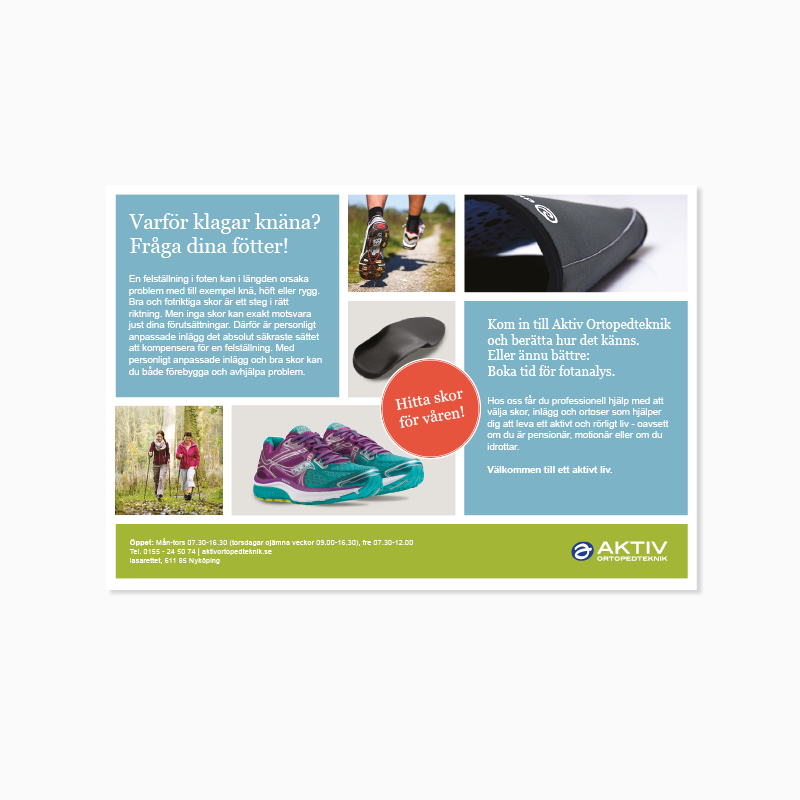 Varför klagar knäna?
Fråga dina fötter!
En felställning i foten kan i längden orsaka
problem med till exempel knä, höft eller rygg.
Bra och fotriktiga skor är ett steg i rätt
riktning. Men inga skor kan exakt motsvara
just dina förutsättningar. Därför är personligt
anpassade inlägg det absolut säkraste sättet
att kompensera för en felställning. Med
personligt anpassade inlägg och bra skor kan
du både förebygga och avhjälpa problem.
Hitta skor
för våren!
Kom in till Aktiv Ortopedteknik
och berätta hur det känns.
Eller ännu bättre:
Boka tid för fotanalys.
Hos oss får du professionell hjälp med att
välja skor, inlägg och ortoser som hjälper
dig att leva ett aktivt och rörligt liv - oavsett
om du är pensionär, motionär eller om du
idrottar.
Välkommen till ett aktivt liv.
Öppet: Mån-tors 07.30-16.30 (torsdagar ojämna veckor 09.00-16.30), fre 07.30-12.00
Tel. 0155 - 24 50 74 | aktivortopedteknik.se
lasarettet, 611 85 Nyköping
AKTIV
ORTOPEDTEKNIK